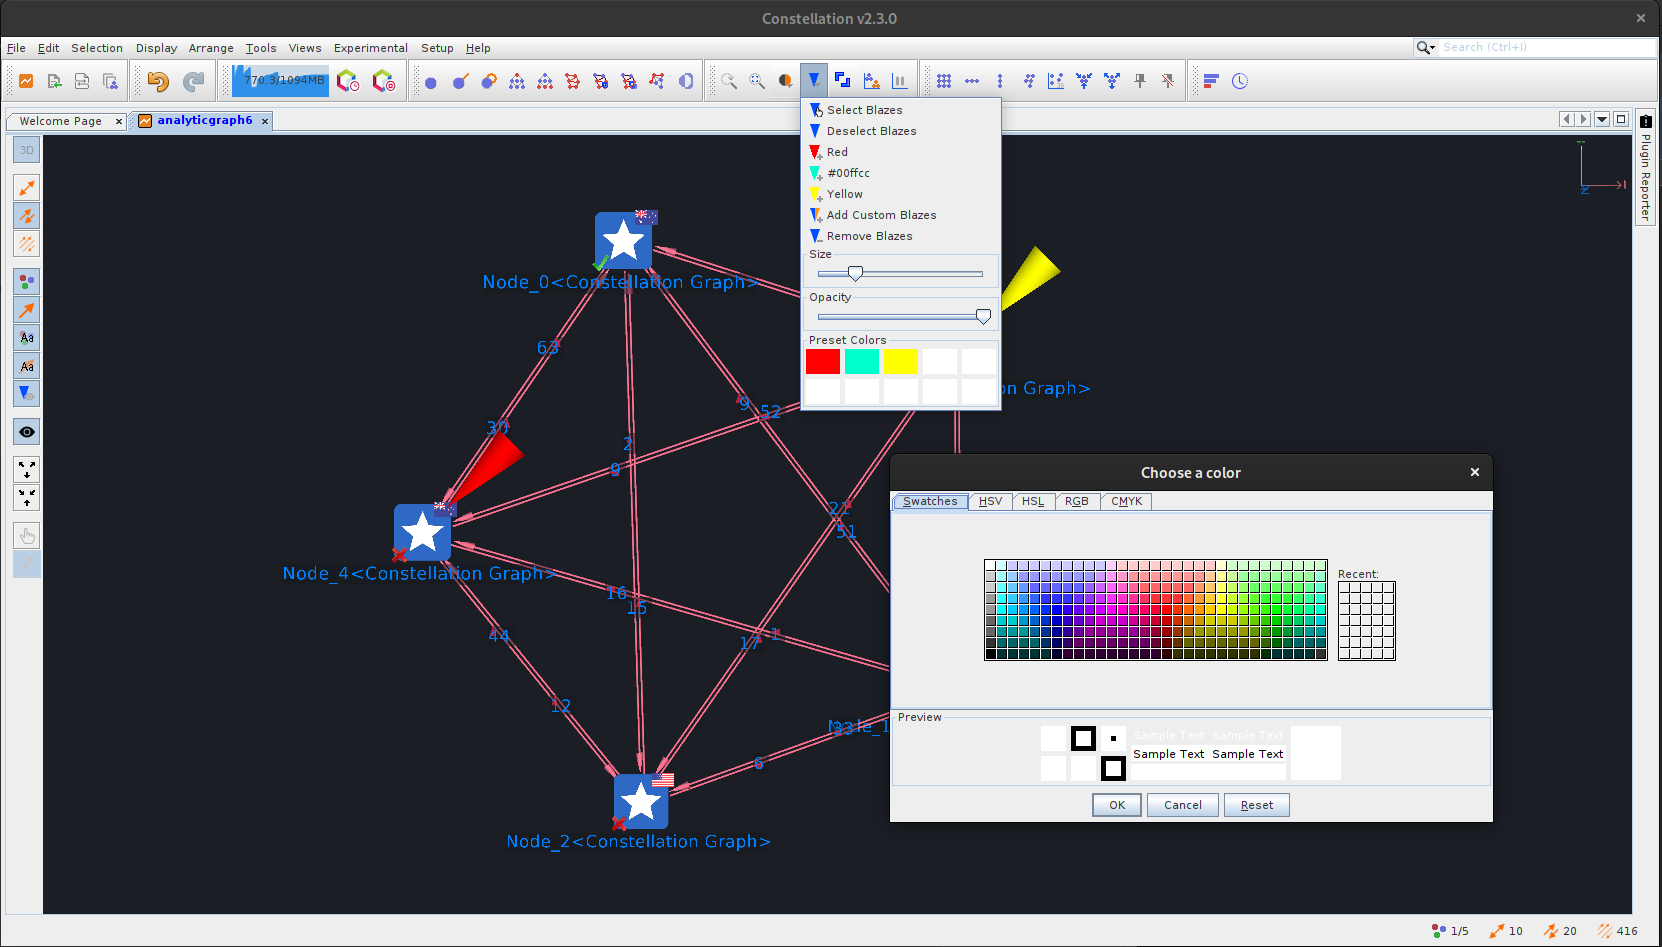 Constellation v2.3.0
File Edit Selection Display Arrange Tools Views Experimental Setup Help
Search (Ctrl+I)
770.3/1094MB
Welcome Page
analyticgraph6
3D
Aa
Aa
Plugin Reporter
Select Blazes
Deselect Blazes
Red
#00ffcc
Yellow
Add Custom Blazes
Remove Blazes
Size
Opacity
Preset Colors
Node_0<Constellation Graph>
63
9
52
on Graph>
39
2
9
21
51
Node_4<Constellation Graph>
16
15
44
17
1
12
33
6
Node_2<Constellation Graph>
Choose a color
Swatches HSV HSL RGB CMYK
Recent:
Preview
Sample Text Sample Text
Sample Text Sample Text
OK Cancel Reset
1/5 10 20 416